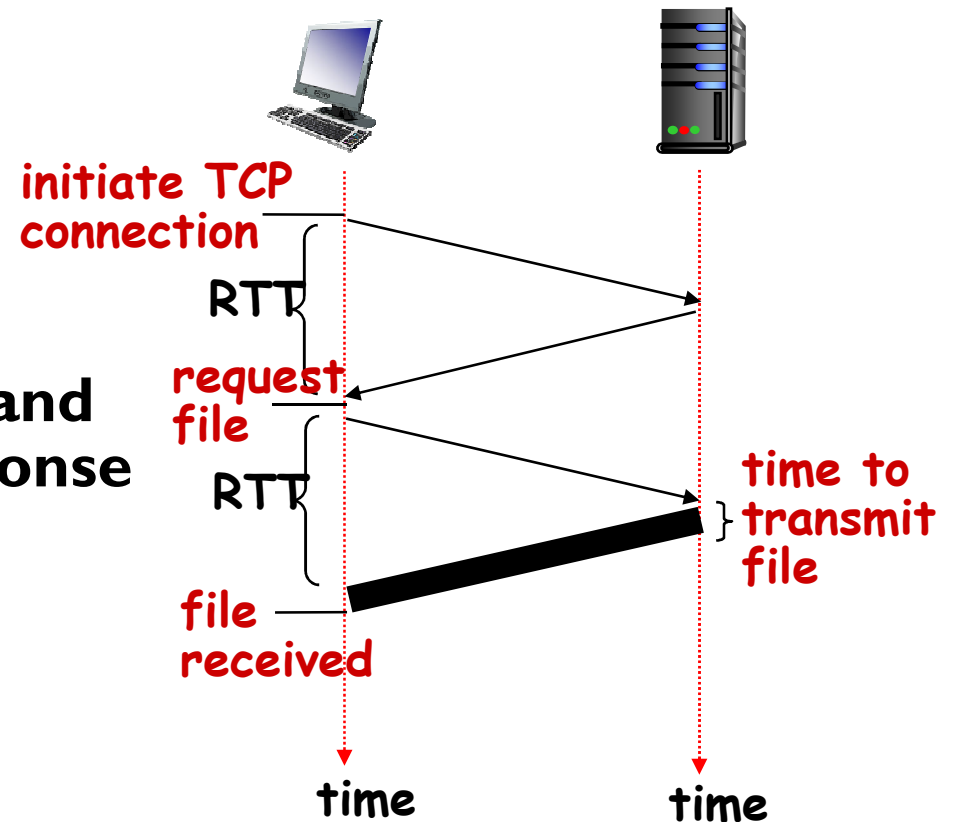 initiate TCP
connection
RTT
request
file
and
onse
RTT
time to
transmit
file
file
received
time
time